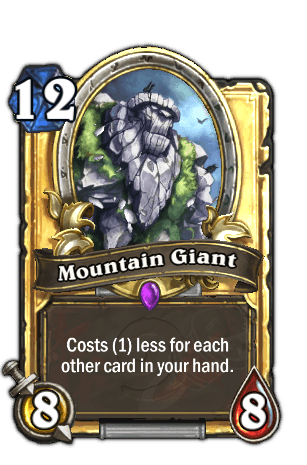 12
Mountain Giant
Costs (1) less for each
other card in your hand.
8
8